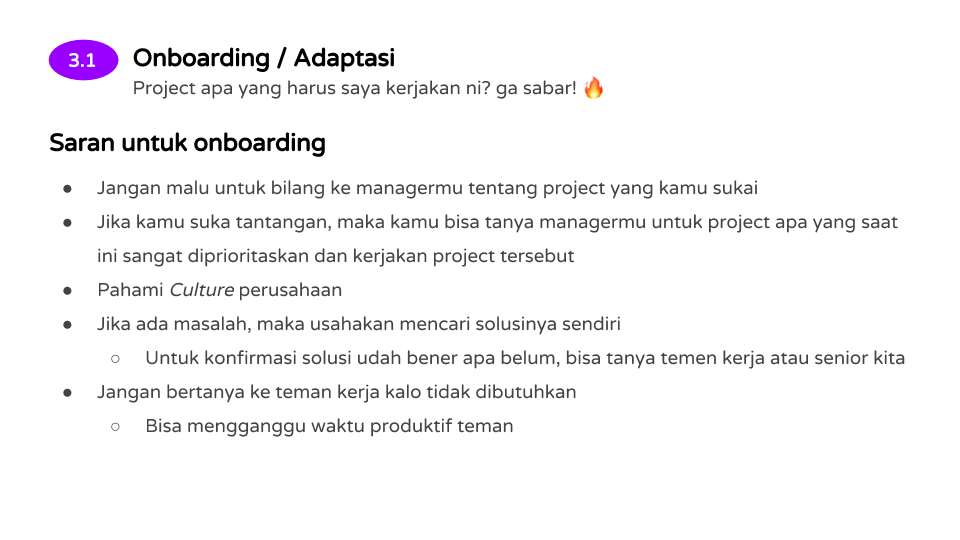 3.1
Onboarding / Adaptasi
Project apa yang harus saya kerjakan ni? ga sabar! 🔥
Saran untuk onboarding
● Jangan malu untuk bilang ke managermu tentang project yang kamu sukai
● Jika kamu suka tantangan, maka kamu bisa tanya managermu untuk project apa yang saat
ini sangat diprioritaskan dan kerjakan project tersebut
● Pahami Culture perusahaan
● Jika ada masalah, maka usahakan mencari solusinya sendiri
○ Untuk konfirmasi solusi udah bener apa belum, bisa tanya temen kerja atau senior kita
● Jangan bertanya ke teman kerja kalo tidak dibutuhkan
○ Bisa mengganggu waktu produktif teman